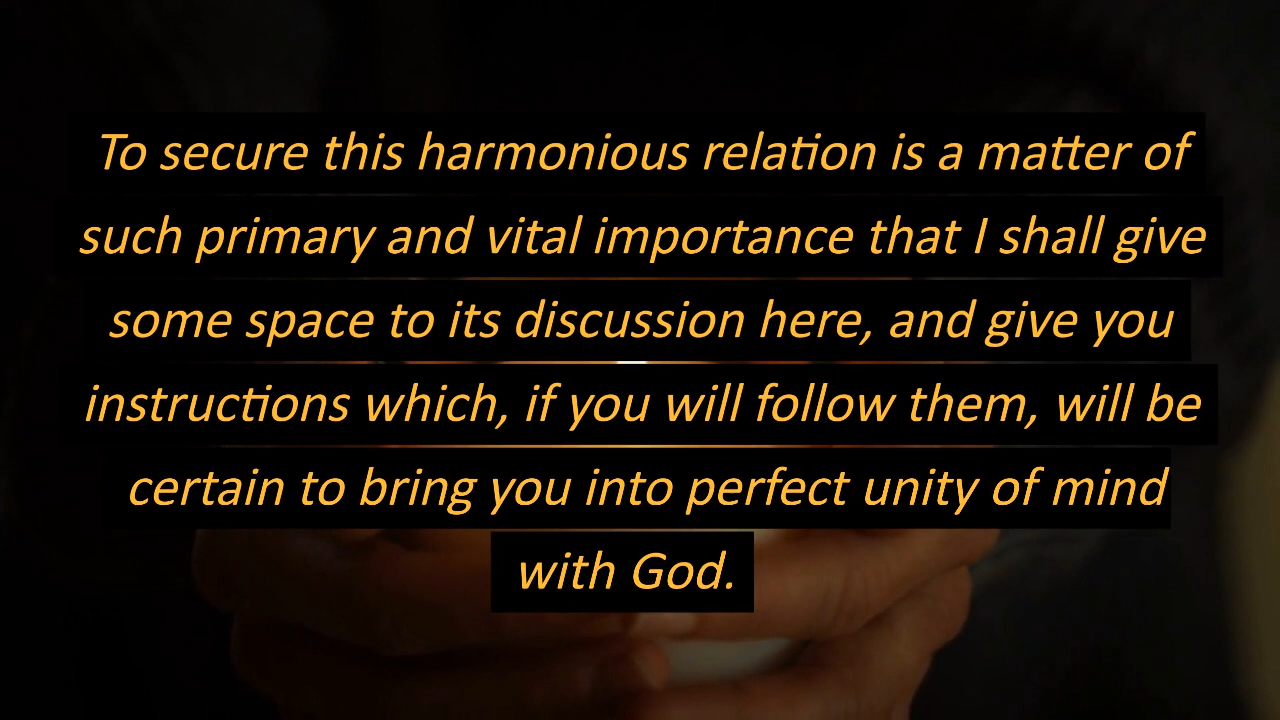 To secure this harmonious relation is a matter of
such primary and vital importance that I shall give
some space to its discussion here, and give you
instructions which, if you will follow them, will be
certain to bring you into perfect unity of mind
with God.